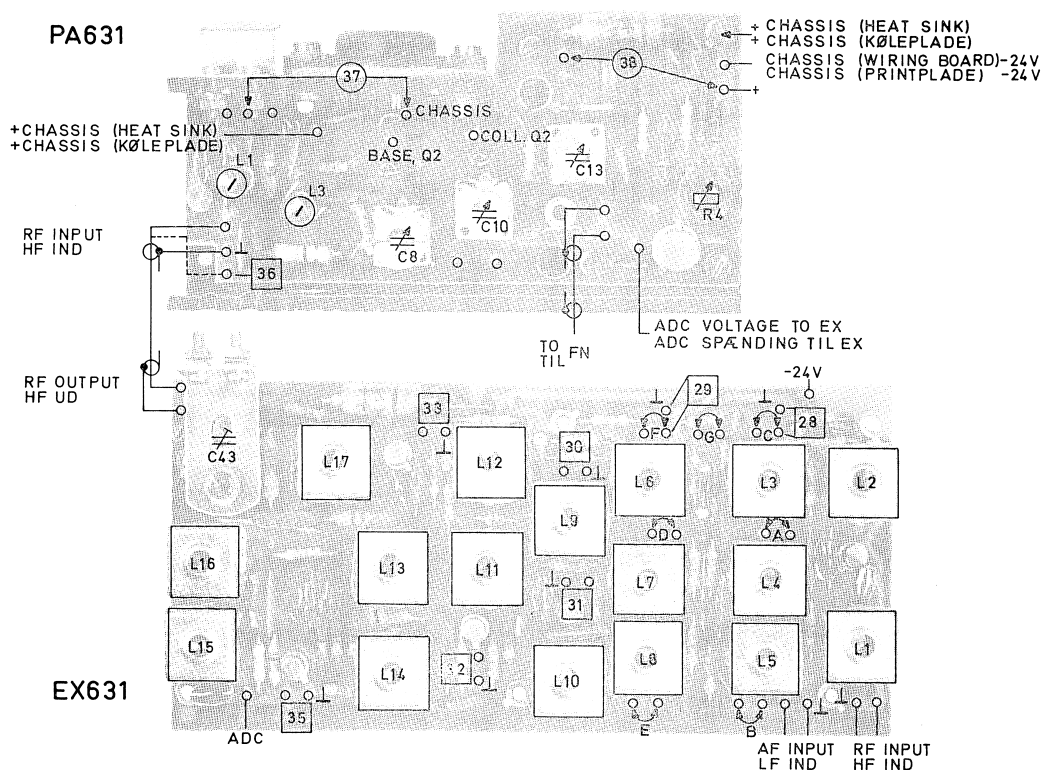 PA631
+ CHASSIS (HEAT SINK)
+ CHASSIS (KØLEPLADE)
CHASSIS (WIRING BOARD)-24V
CHASSIS (PRINTPLADE) -24V
37
38
+
CHASSIS
+CHASSIS (HEAT SINK)
+CHASSIS (KØLEPLADE)
BASE, Q2
COLL. Q2
L1
L3
C13
R4
C10
C8
RF INPUT
HF IND
36
ADC VOLTAGE TO EX
ADC SPÆNDING TIL EX
TO
TIL FN
RF OUTPUT
HF UD
-24V
29
28
33
30
F
G
C
C43
L17
L12
L6
L3
L2
L9
D
A
L16
L13
L11
L7
L4
31
L15
L14
32
L10
L8
L5
L1
EX631
35
ADC
E
B
AF INPUT
LF IND
RF INPUT
HF IND